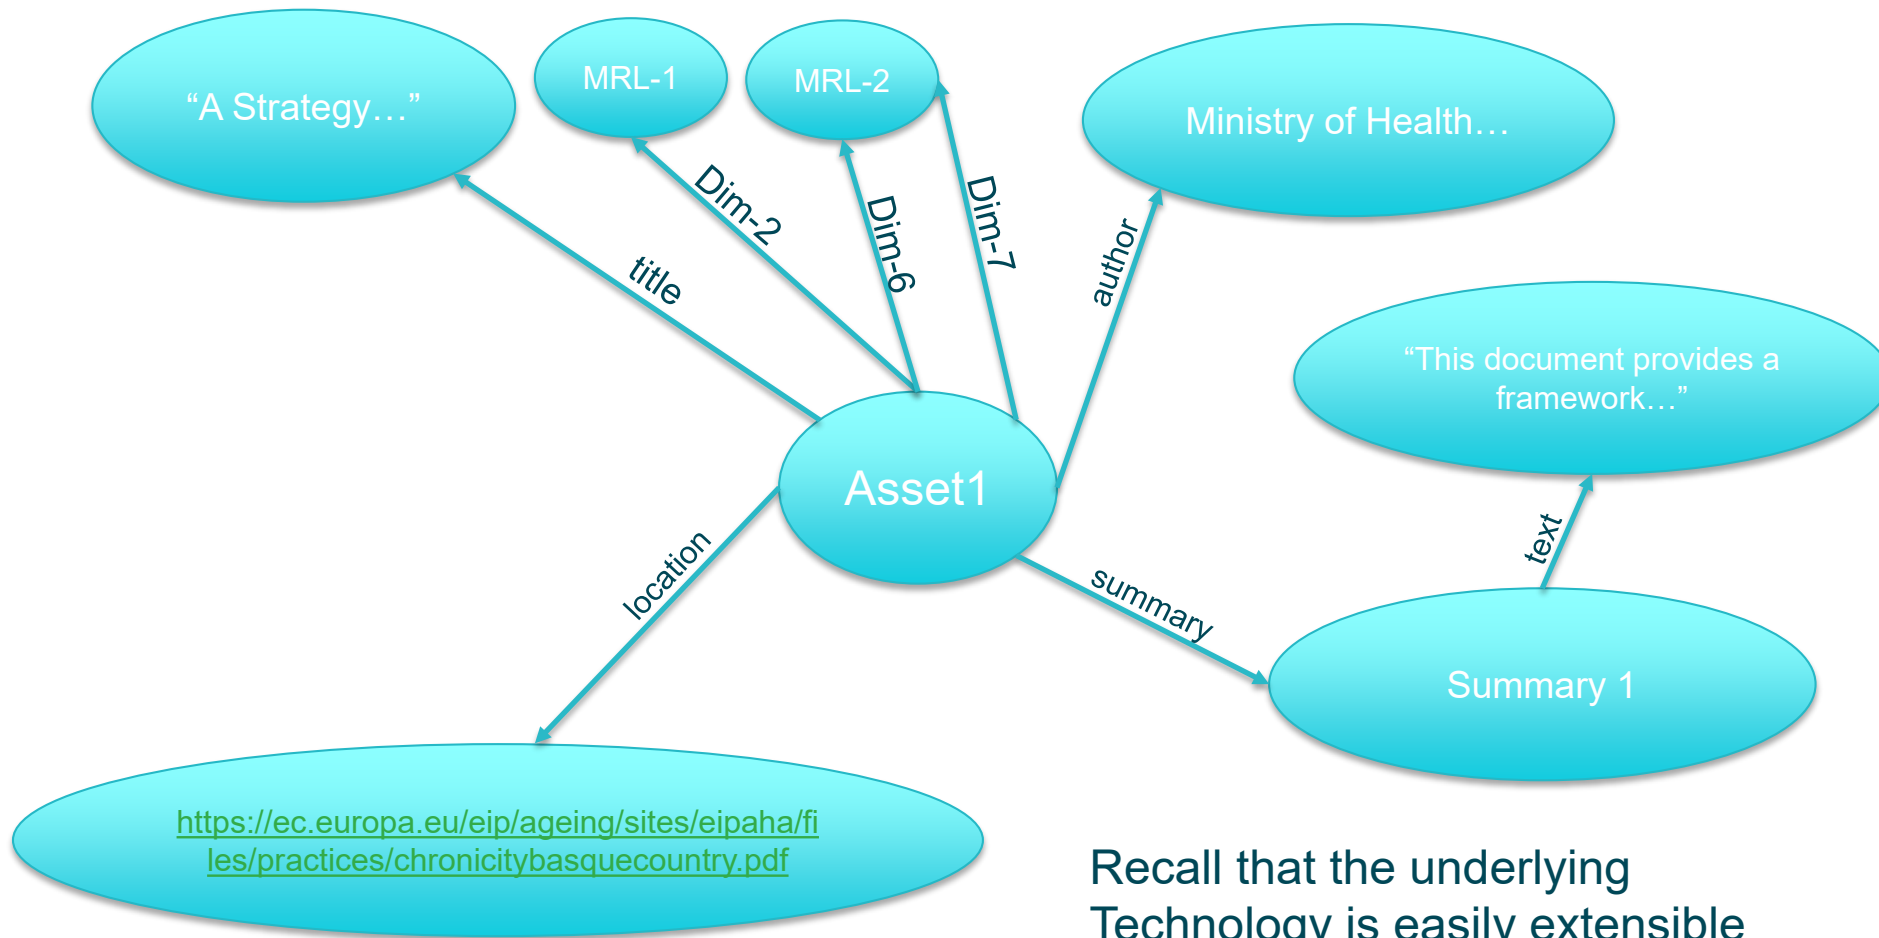 “A Strategy…”
MRL-1
MRL-2
Ministry of Health…
Dim-2
Dim-6
Dim-7
title
author
“This document provides a
framework…”
Asset1
text
location
summary
Summary 1
https://ec.europa.eu/eip/ageing/sites/eipaha/fi
les/practices/chronicitybasquecountry.pdf
Recall that the underlying
Technology is easily extensible